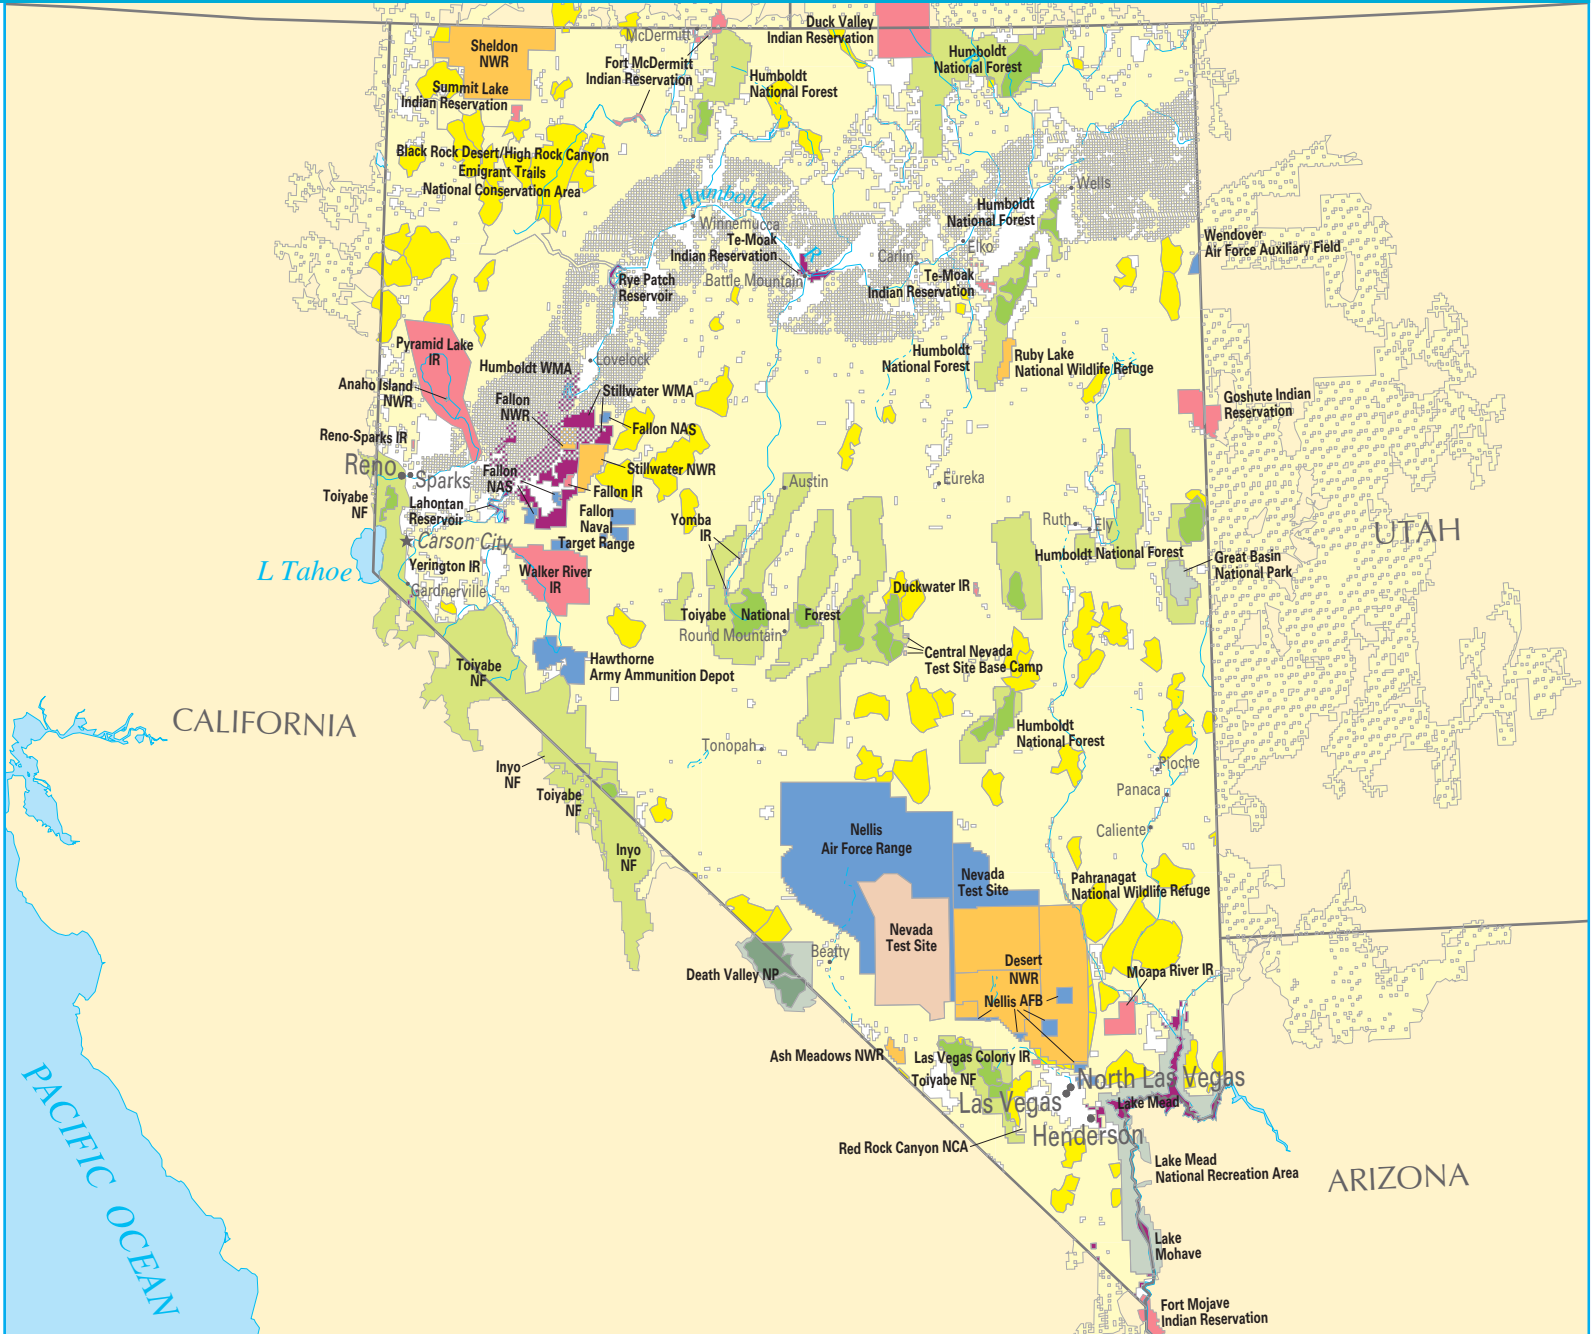 Duck Valley
Indian Reservation
McDermitt
Sheldon
NWR
Fort McDermitt
Indian Reservation
Humboldt
National Forest
Humboldt
National Forest
Summit Lake
Indian Reservation
Black Rock Desert/High Rock Canyon
Emigrant Trails
National Conservation Area
Wells
Humboldt
R
Winnemucca
Humboldt
National Forest
Te-Moak
Indian Reservation
Wendover
Air Force Auxiliary Field
Elko
Carlin
Battle Mountain
Te-Moak
Indian Reservation
Rye Patch
Reservoir
Pyramid Lake
IR
Humboldt WMA
Lovelock
Humboldt
National Forest
Ruby Lake
National Wildlife Refuge
Anaho Island
NWR
Fallon
NWR
Stillwater WMA
Goshute Indian
Reservation
Reno-Sparks IR
Fallon NAS
Reno
Sparks
Fallon
NAS
Stillwater NWR
Fallon IR
Austin
Eureka
Toiyabe
NF
Lahontan
Reservoir
Fallon
Naval
Target Range
Yomba
IR
Ruth
Ely
UTAH
Carson City
Humboldt National Forest
Great Basin
National Park
L Tahoe
Yerington IR
Walker River
IR
Gardnerville
Duckwater IR
Toiyabe National Forest
Round Mountain
Central Nevada
Test Site Base Camp
Toiyabe
NF
Hawthorne
Army Ammunition Depot
CALIFORNIA
Humboldt
National Forest
Tonopah
Inyo
NF
Toiyabe
NF
Pioche
Panaca
Caliente
Inyo
NF
Nellis
Air Force Range
Nevada
Test Site
Pahranagat
National Wildlife Refuge
Nevada
Test Site
Beatty
Death Valley NP
Desert
NWR
Moapa River IR
Nellis AFB
Ash Meadows NWR
Las Vegas Colony IR
Toiyabe NF
North Las Vegas
Las Vegas
Lake Mead
Henderson
Red Rock Canyon NCA
Lake Mead
National Recreation Area
ARIZONA
PACIFIC OCEAN
Lake
Mohave
Fort Mojave
Indian Reservation